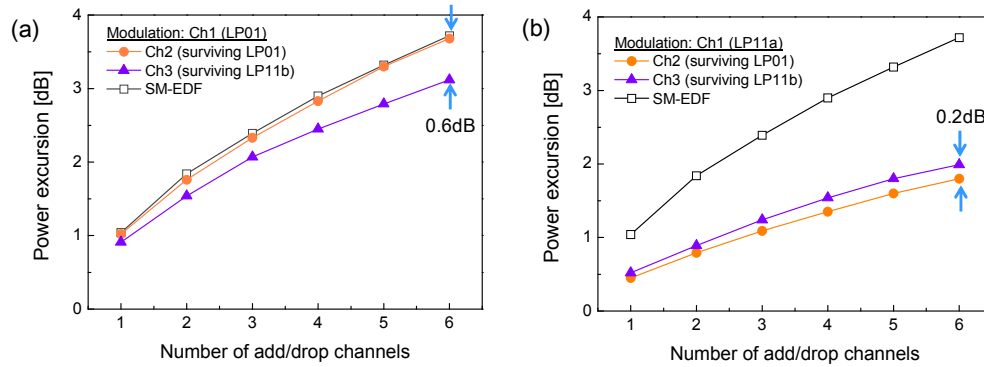 (a)
Power excursion [dB]
4
3
2
1
0
Modulation: Ch1 (LP01)
Ch2 (surviving LP01)
Ch3 (surviving LP11b)
SM-EDF
0.6dB
1 2 3 4 5 6
Number of add/drop channels
(b)
Power excursion [dB]
4
3
2
1
0
Modulation: Ch1 (LP11a)
Ch2 (surviving LP01)
Ch3 (surviving LP11b)
SM-EDF
0.2dB
1 2 3 4 5 6
Number of add/drop channels